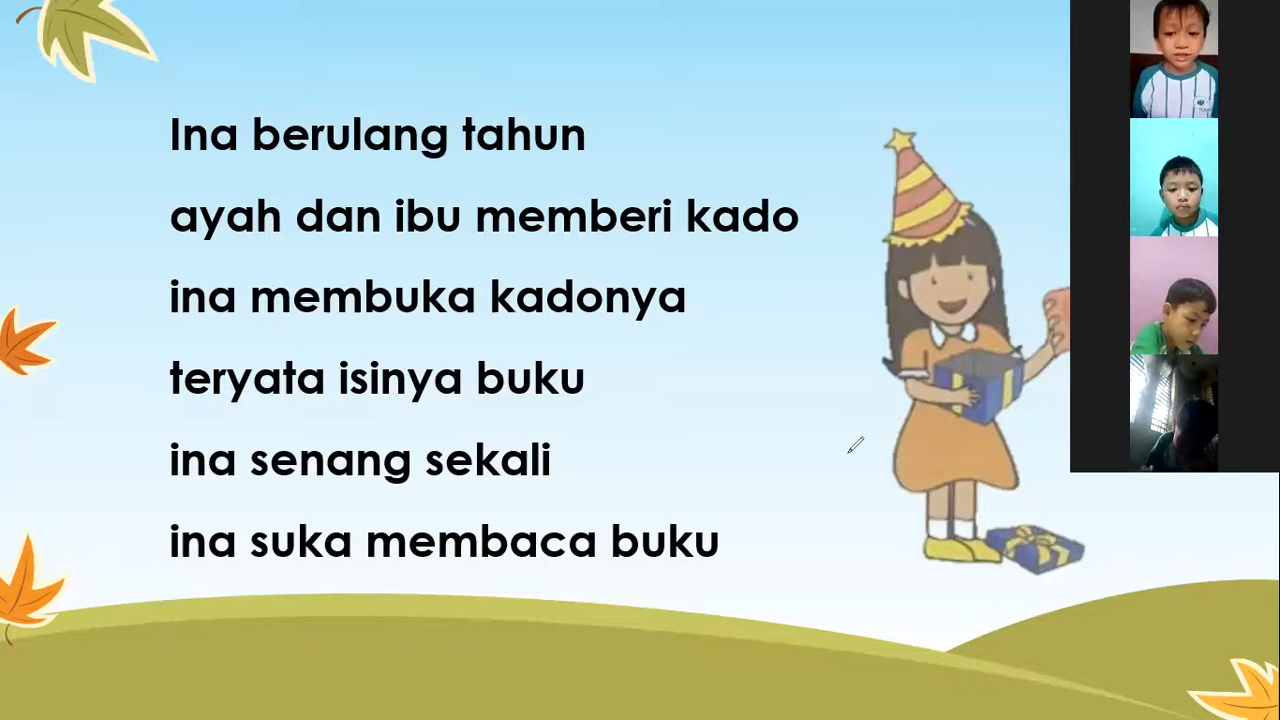 Ina berulang tahun
ayah dan ibu memberi kado
ina membuka kadonya
teryata isinya buku
ina senang sekali
ina suka membaca buku